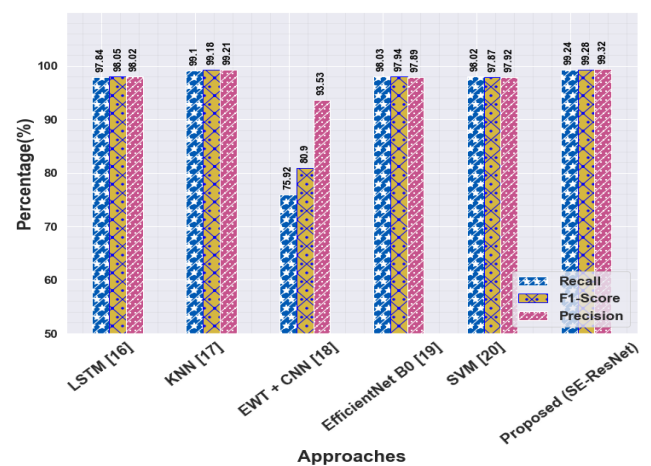 Percentage(%)
100
90
80
70
60
50
97.84
98.05
98.02
99.1
99.18
99.21
75.92
80.9
93.53
98.03
97.94
97.89
98.02
97.87
97.92
99.24
99.28
99.32
Recall
F1-Score
Precision
LSTM [16]
KNN [17]
EWT + CNN [18]
EfficientNet B0 [19]
SVM [20]
Proposed (SE-ResNet)
Approaches